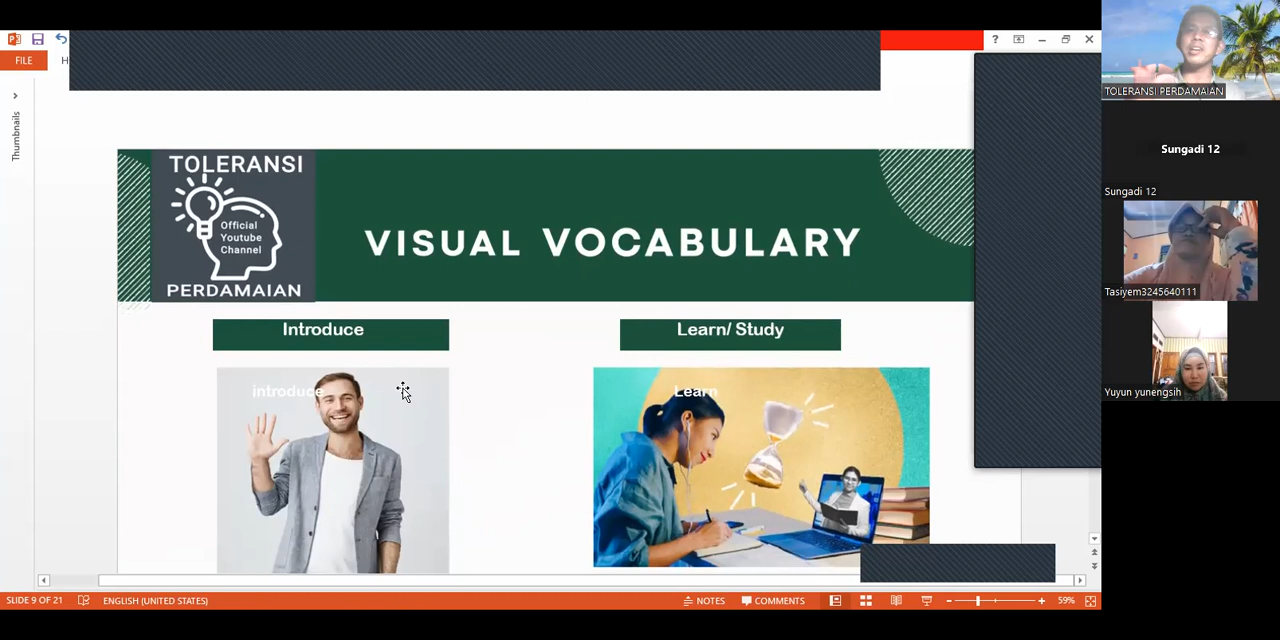 FILE
H
Thumbnails
TOLERANSI
Official
Youtube
Channel
PERDAMAIAN
VISUAL VOCABULARY
Introduce
Learn/ Study
introduce
Learn
SLIDE 9 OF 21
ENGLISH (UNITED STATES)
NOTES
COMMENTS
59%
TOLERANSI PERDAMAIAN
Sungadi 12
Sungadi 12
Tasiyem3245640111
Yuyun yunengsih